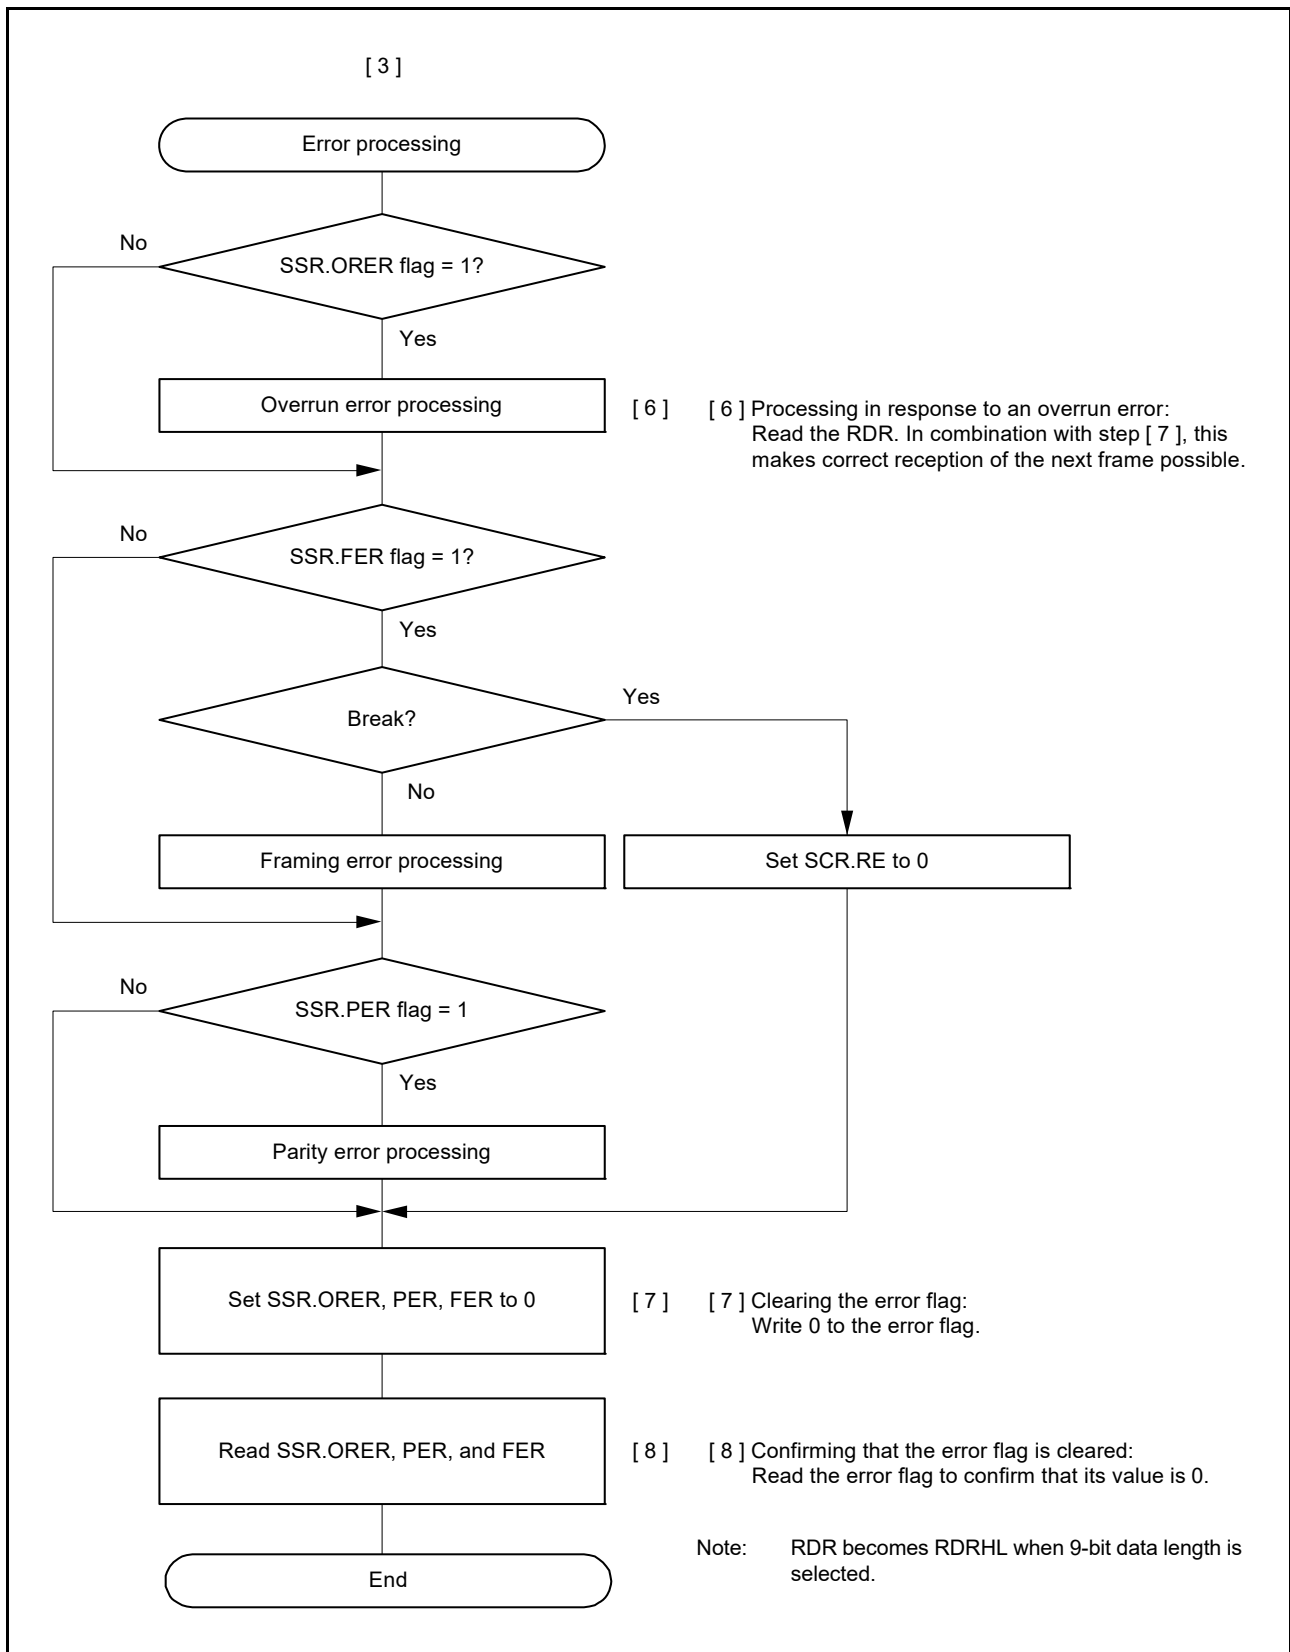 [ 3 ]
Error processing
No
SSR.ORER flag = 1?
Yes
Overrun error processing
[ 6 ]
[ 6 ] Processing in response to an overrun error:
Read the RDR. In combination with step [ 7 ], this
makes correct reception of the next frame possible.
No
SSR.FER flag = 1?
Yes
Break?
Yes
No
Framing error processing
Set SCR.RE to 0
No
SSR.PER flag = 1
Yes
Parity error processing
Set SSR.ORER, PER, FER to 0
[ 7 ]
[ 7 ] Clearing the error flag:
Write 0 to the error flag.
Read SSR.ORER, PER, and FER
[ 8 ]
[ 8 ] Confirming that the error flag is cleared:
Read the error flag to confirm that its value is 0.
Note: RDR becomes RDRHL when 9-bit data length is
selected.
End